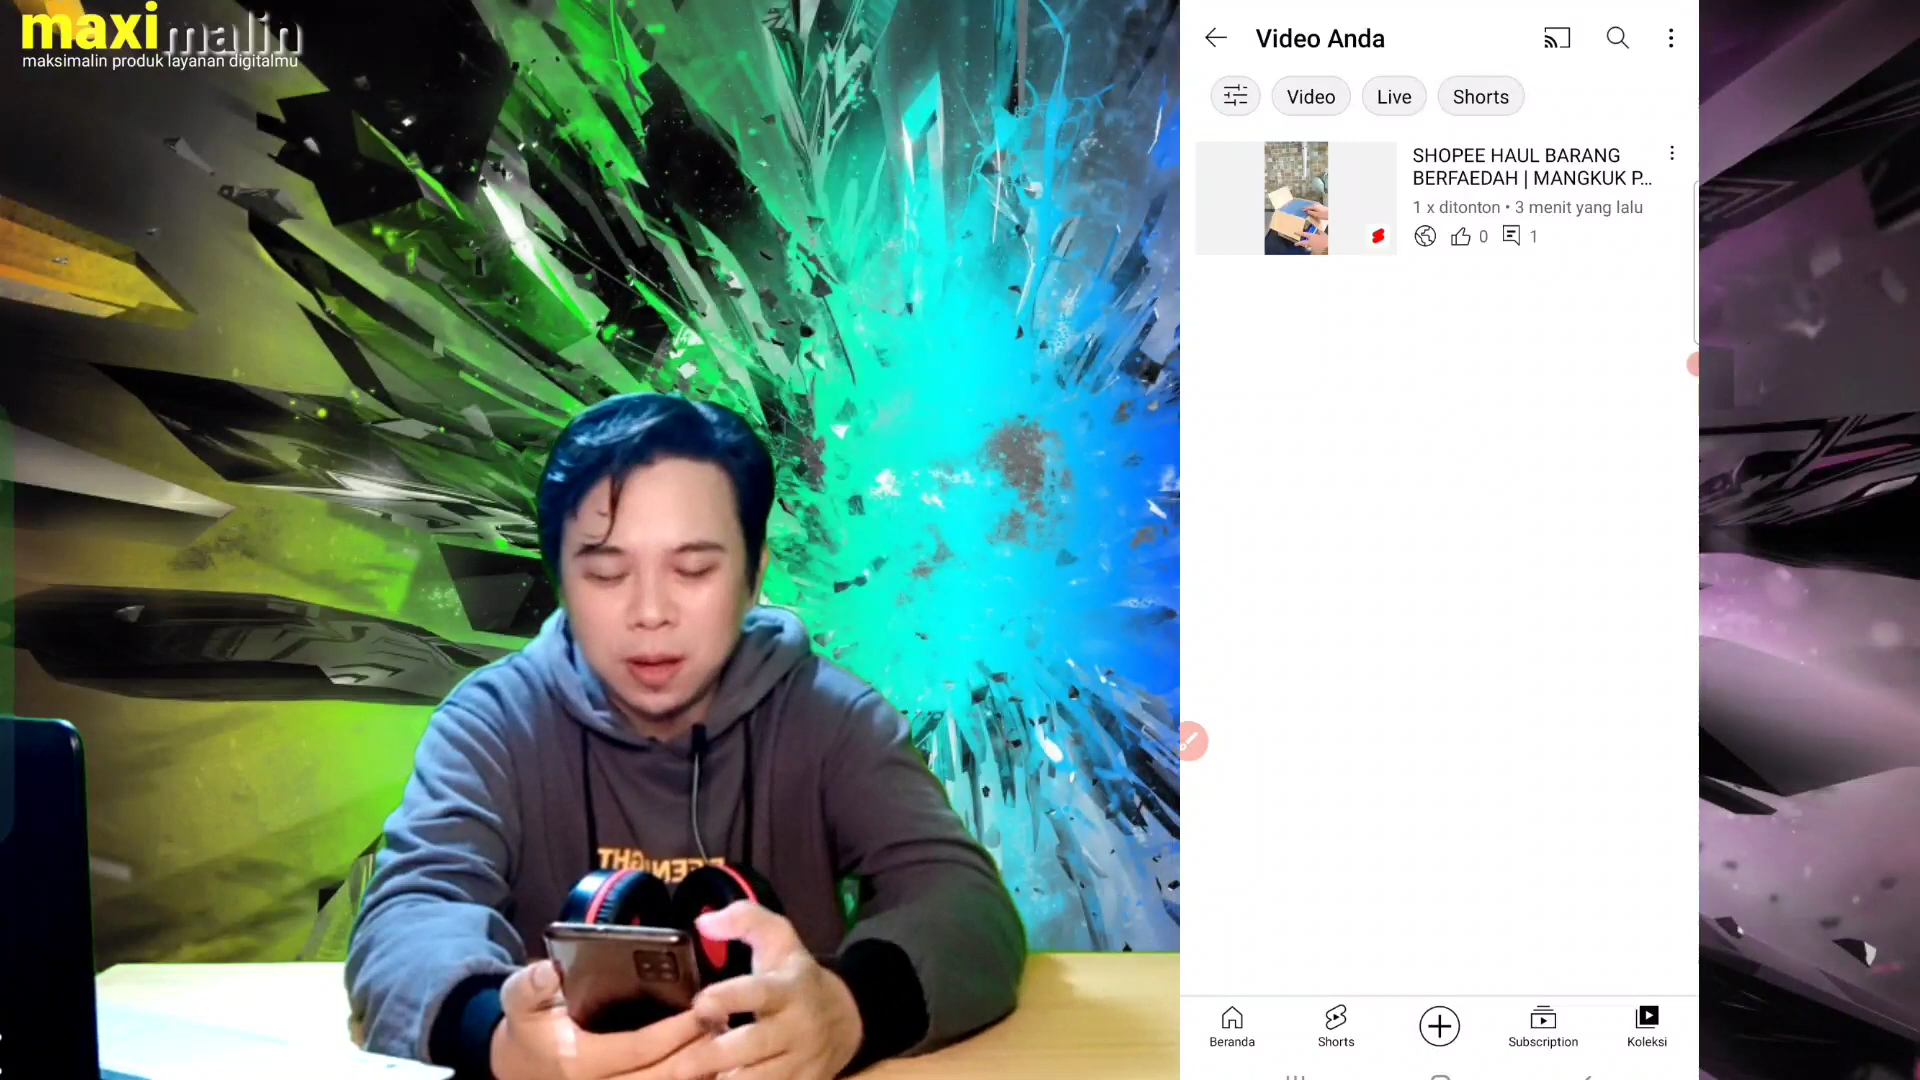 maximalin
maksimalin produk layanan digitalmu
Video Anda
Video
Live
Shorts
SHOPEE HAUL BARANG
BERFAEDAH | MANGKUK P...
1 x ditonton • 3 menit yang lalu
0
1
Beranda
Shorts
Subscription
Koleksi